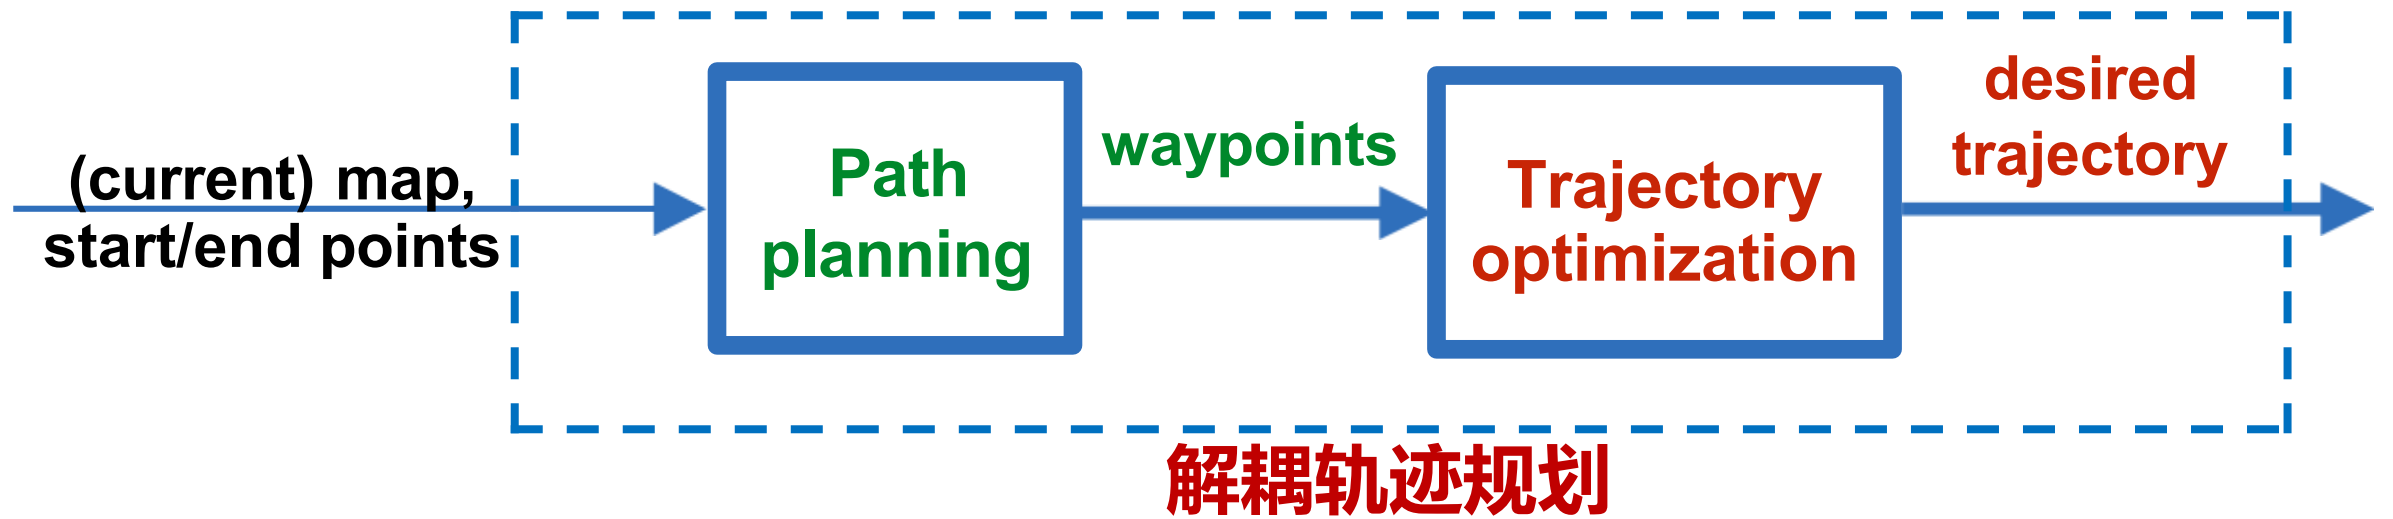 (current) map,
start/end points
Path
planning
waypoints
Trajectory
optimization
desired
trajectory
解耦轨迹规划